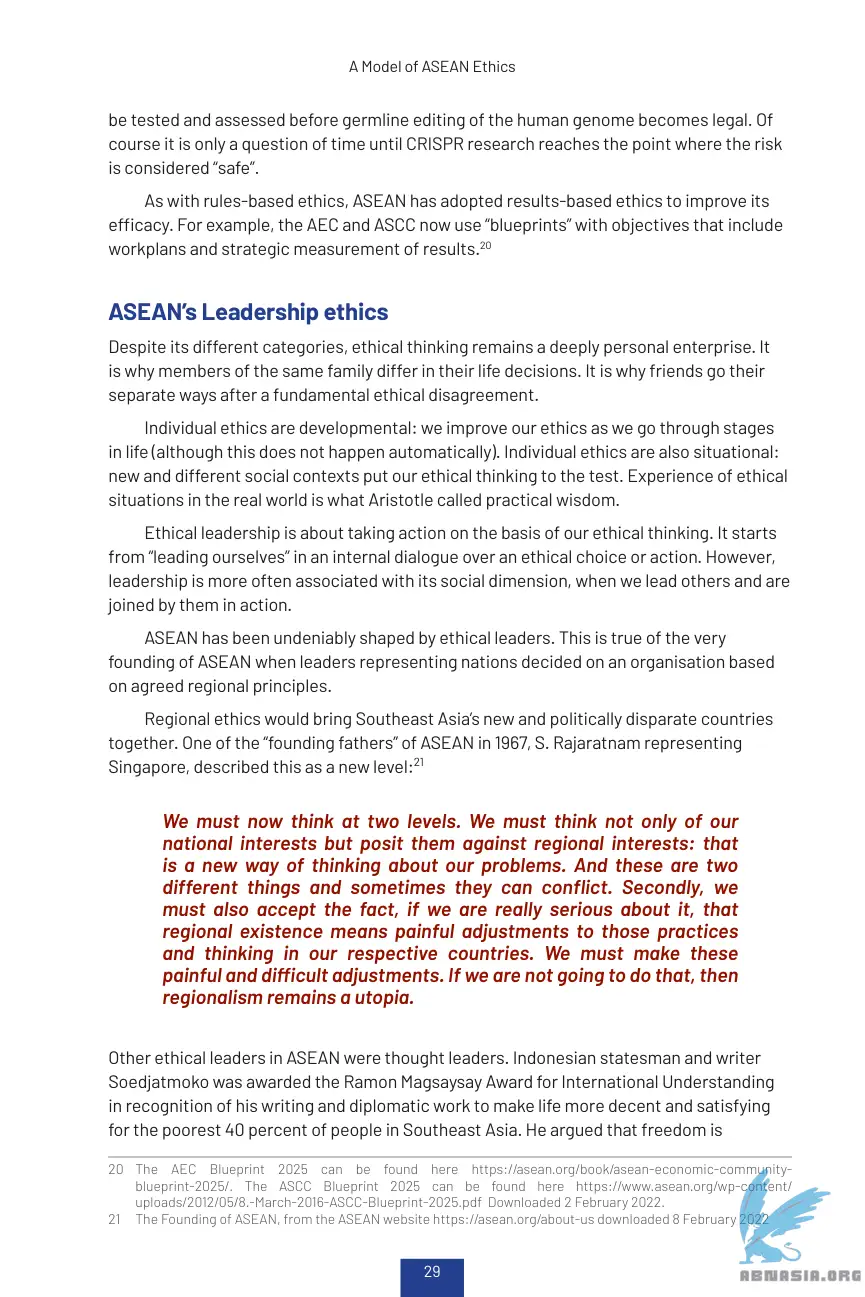 A Model of ASEAN Ethics
be tested and assessed before germline editing of the human genome becomes legal. Of
course it is only a question of time until CRISPR research reaches the point where the risk
is considered “safe”.
As with rules-based ethics, ASEAN has adopted results-based ethics to improve its
efficacy. For example, the AEC and ASCC now use “blueprints” with objectives that include
workplans and strategic measurement of results.20
ASEAN’s Leadership ethics
Despite its different categories, ethical thinking remains a deeply personal enterprise. It
is why members of the same family differ in their life decisions. It is why friends go their
separate ways after a fundamental ethical disagreement.
Individual ethics are developmental: we improve our ethics as we go through stages
in life (although this does not happen automatically). Individual ethics are also situational:
new and different social contexts put our ethical thinking to the test. Experience of ethical
situations in the real world is what Aristotle called practical wisdom.
Ethical leadership is about taking action on the basis of our ethical thinking. It starts
from “leading ourselves” in an internal dialogue over an ethical choice or action. However,
leadership is more often associated with its social dimension, when we lead others and are
joined by them in action.
ASEAN has been undeniably shaped by ethical leaders. This is true of the very
founding of ASEAN when leaders representing nations decided on an organisation based
on agreed regional principles.
Regional ethics would bring Southeast Asia’s new and politically disparate countries
together. One of the “founding fathers” of ASEAN in 1967, S. Rajaratnam representing
Singapore, described this as a new level:21
We must now think at two levels. We must think not only of our
national interests but posit them against regional interests: that
is a new way of thinking about our problems. And these are two
different things and sometimes they can conflict. Secondly, we
must also accept the fact, if we are really serious about it, that
regional existence means painful adjustments to those practices
and thinking in our respective countries. We must make these
painful and difficult adjustments. If we are not going to do that, then
regionalism remains a utopia.
Other ethical leaders in ASEAN were thought leaders. Indonesian statesman and writer
Soedjatmoko was awarded the Ramon Magsaysay Award for International Understanding
in recognition of his writing and diplomatic work to make life more decent and satisfying
for the poorest 40 percent of people in Southeast Asia. He argued that freedom is
20 The AEC Blueprint 2025 can be found here https://asean.org/book/asean-economic-community-
blueprint-2025/. The ASCC Blueprint 2025 can be found here https://www.asean.org/wp-content/
uploads/2012/05/8.-March-2016-ASCC-Blueprint-2025.pdf Downloaded 2 February 2022.
21 The Founding of ASEAN, from the ASEAN website https://asean.org/about-us downloaded 8 February 2022
29
ABNASIA.ORG